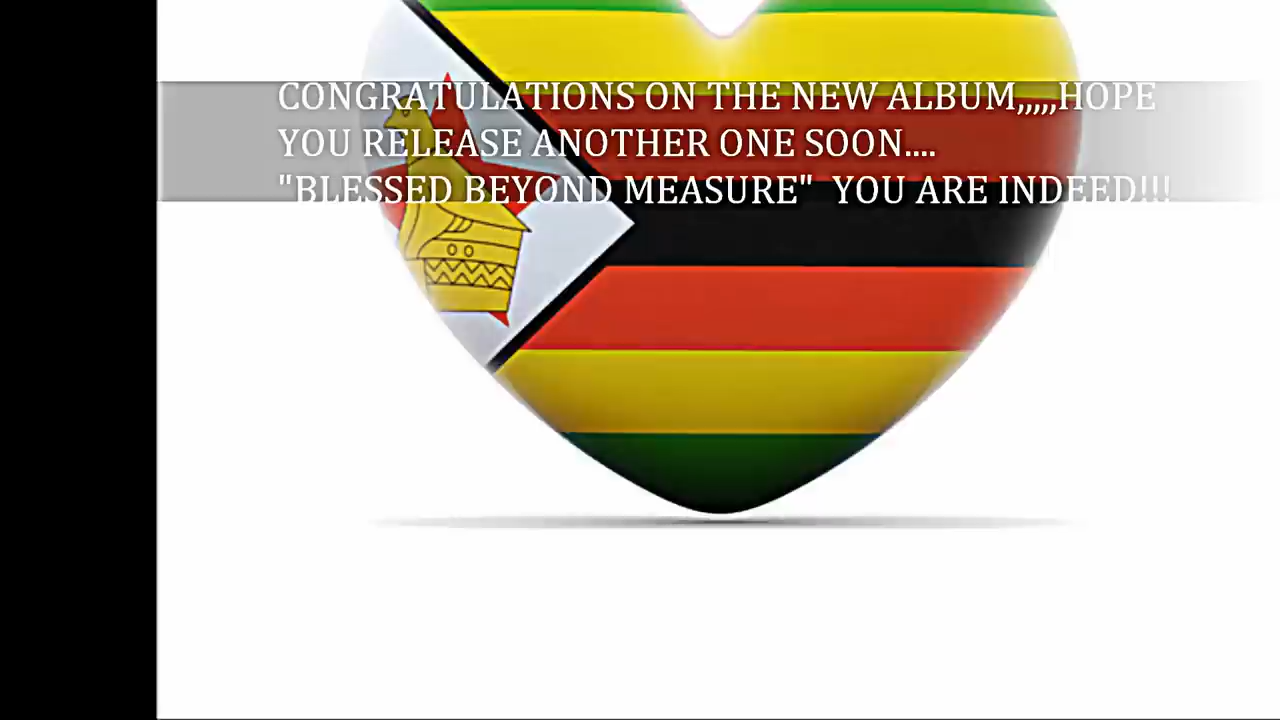 CONGRATULATIONS ON THE NEW ALBUM,,,,,HOPE
YOU RELEASE ANOTHER ONE SOON....
"BLESSED BEYOND MEASURE"  YOU ARE INDEED!!!